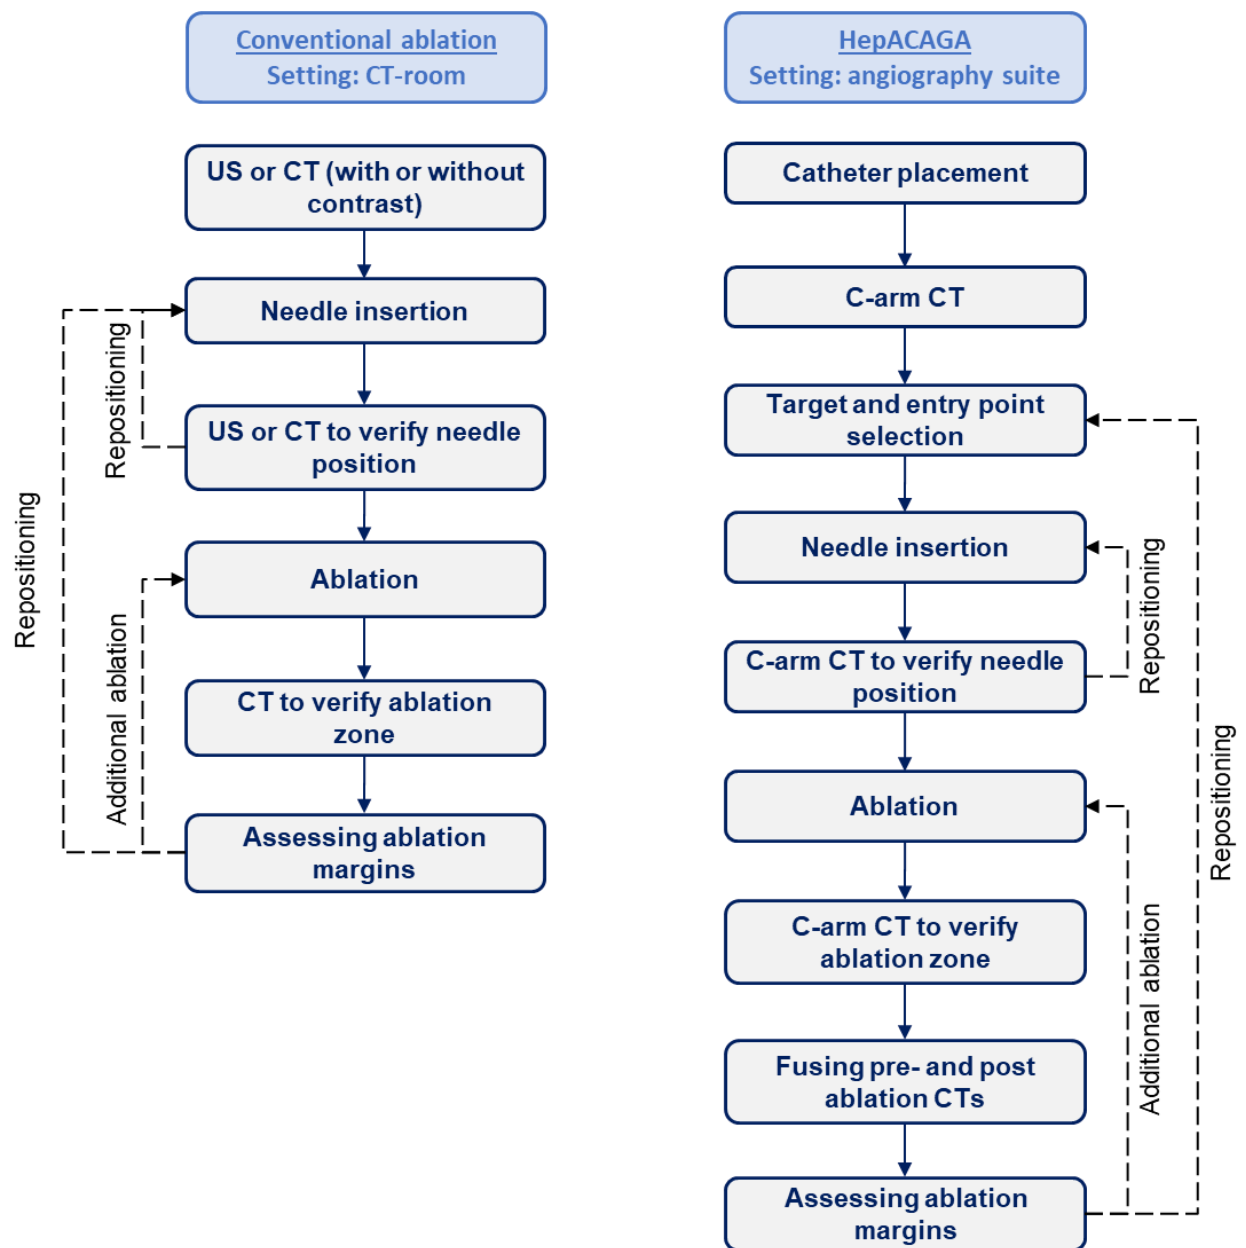 Conventional ablation
Setting: CT-room
US or CT (with or without
contrast)
Needle insertion
US or CT to verify needle
position
Ablation
CT to verify ablation
zone
Assessing ablation
margins
Repositioning
Repositioning
Additional ablation
HepACAGA
Setting: angiography suite
Catheter placement
C-arm CT
Target and entry point
selection
Needle insertion
C-arm CT to verify needle
position
Ablation
C-arm CT to verify
ablation zone
Fusing pre- and post
ablation CTs
Assessing ablation
margins
Repositioning
Repositioning
Additional ablation